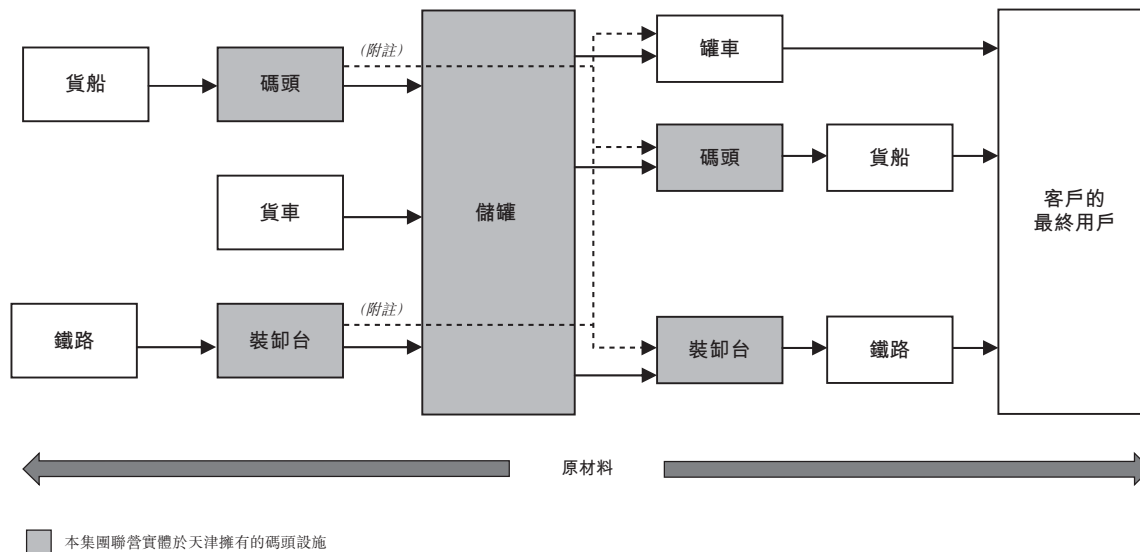 (附註)
罐車
貨船
碼頭
碼頭
貨船
貨車
儲罐
客戶的
最終用戶
(附註)
鐵路
裝卸台
裝卸台
鐵路
原材料
本集團聯營實體於天津擁有的碼頭設施